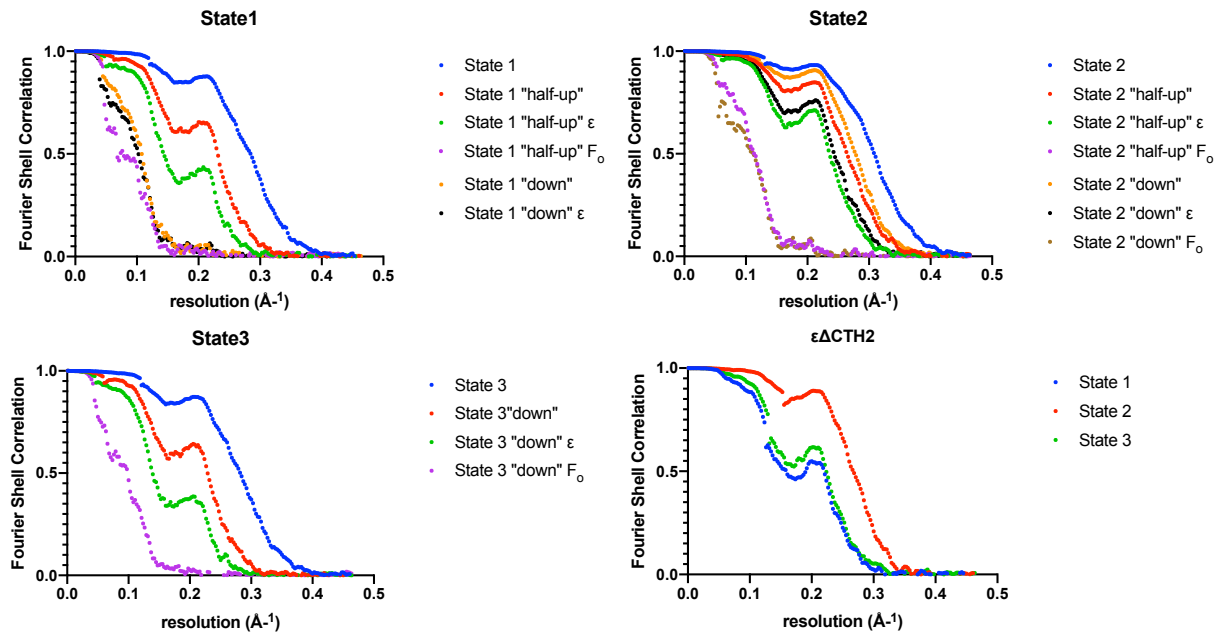 State1
Fourier Shell Correlation
1.0
0.5
0.0
0.0 0.1 0.2 0.3 0.4 0.5
resolution (Å-¹)
State 1
State 1 "half-up"
State 1 "half-up" ε
State 1 "half-up" Fₒ
State 1 "down"
State 1 "down" ε
State2
Fourier Shell Correlation
1.0
0.5
0.0
0.0 0.1 0.2 0.3 0.4 0.5
resolution (Å-¹)
State 2
State 2 "half-up"
State 2 "half-up" ε
State 2 "half-up" Fₒ
State 2 "down"
State 2 "down" ε
State 2 "down" Fₒ
State3
Fourier Shell Correlation
1.0
0.5
0.0
0.0 0.1 0.2 0.3 0.4 0.5
resolution (Å-¹)
State 3
State 3"down"
State 3 "down" ε
State 3 "down" Fₒ
εΔCTH2
Fourier Shell Correlation
1.0
0.5
0.0
0.0 0.1 0.2 0.3 0.4 0.5
resolution (Å-¹)
State 1
State 2
State 3